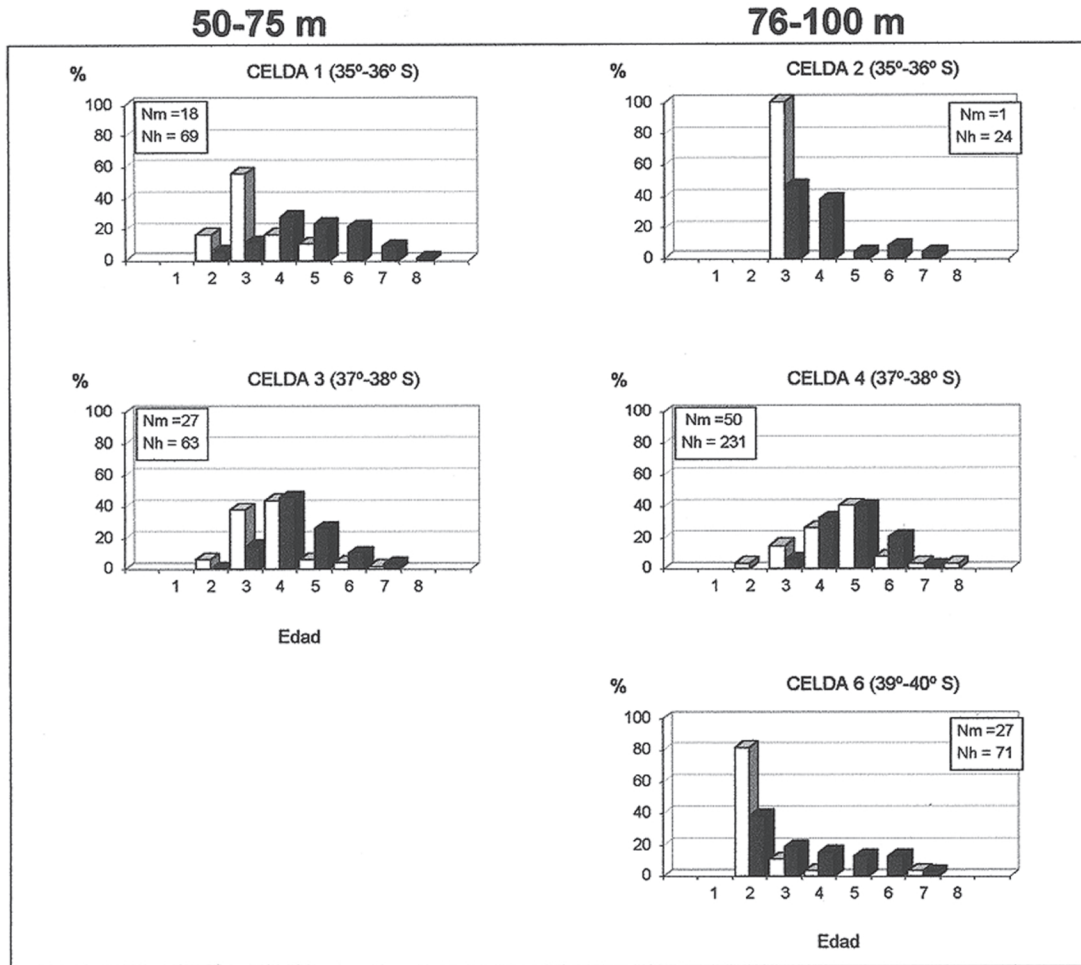 50-75 m
76-100 m
%
CELDA 1 (35º-36º S)
Nm =18
Nh = 69
100
80
60
40
20
0
1 2 3 4 5 6 7 8
%
CELDA 2 (35º-36º S)
Nm =1
Nh = 24
100
80
60
40
20
0
1 2 3 4 5 6 7 8
%
CELDA 3 (37º-38º S)
Nm =27
Nh = 63
100
80
60
40
20
0
1 2 3 4 5 6 7 8
Edad
%
CELDA 4 (37º-38º S)
Nm=50
Nh = 231
100
80
60
40
20
0
1 2 3 4 5 6 7 8
%
CELDA 6 (39º-40º S)
Nm =27
Nh = 71
100
80
60
40
20
0
1 2 3 4 5 6 7 8
Edad